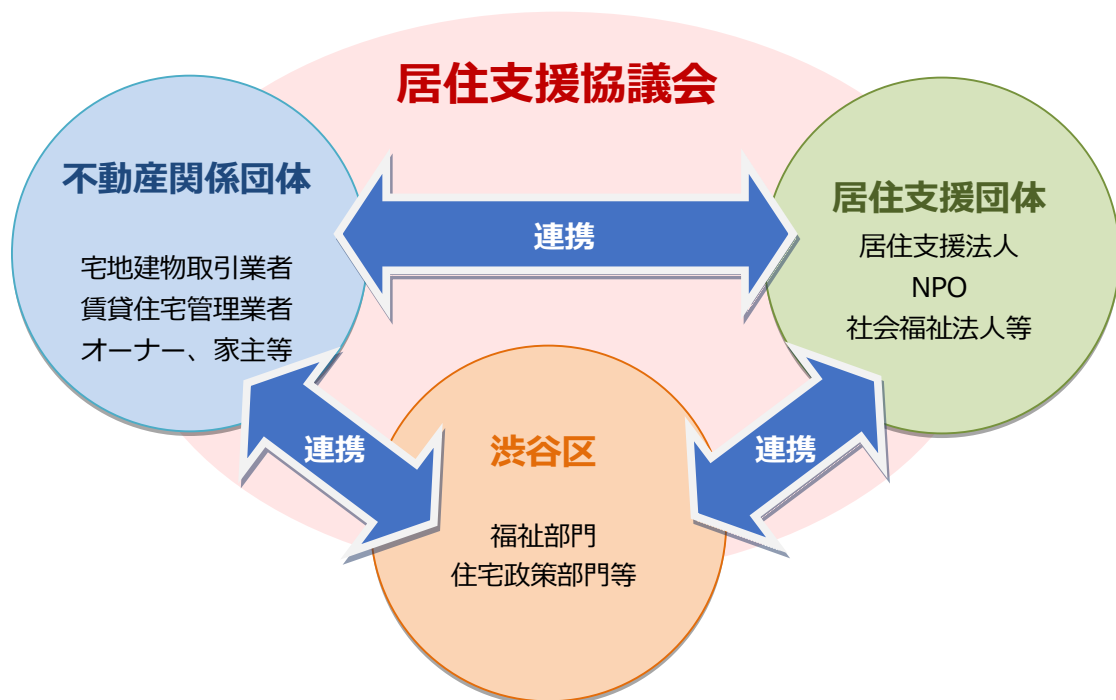 居住支援協議会
不動産関係団体
宅地建物取引業者
賃貸住宅管理業者
オーナー、家主等
連携
居住支援団体
居住支援法人
NPO
社会福祉法人等
連携
連携
渋谷区
福祉部門
住宅政策部門等